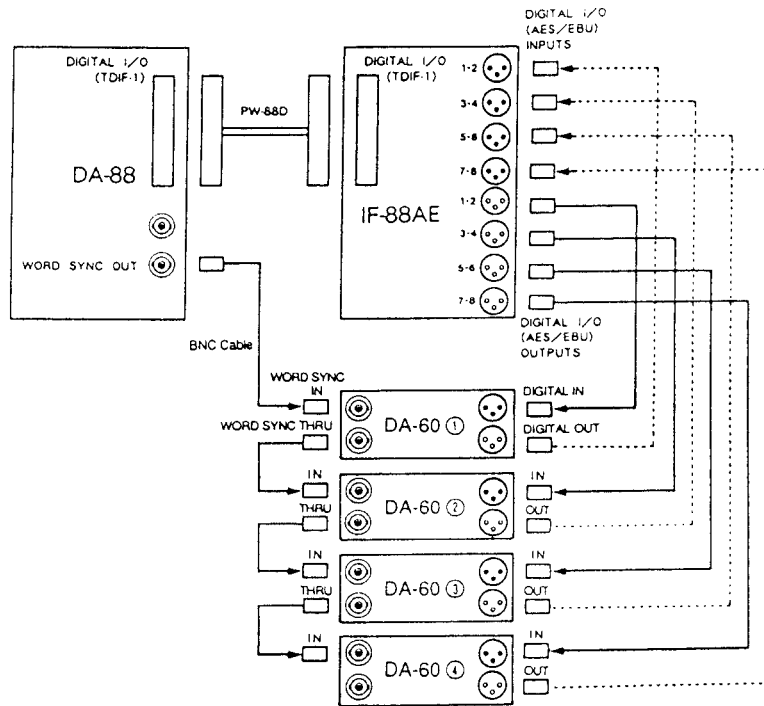 DIGITAL I/O
(AES/EBU)
INPUTS
DIGITAL I/O
(TDIF-1)
DIGITAL I/O
(TDIF-1)
PW-88D
DA-88
IF-88AE
1-2
3-4
5-6
7-8
1-2
3-4
5-6
7-8
WORD SYNC OUT
DIGITAL I/O
(AES/EBU)
OUTPUTS
BNC Cable
WORD SYNC
IN
WORD SYNC THRU
DA-60 ①
DIGITAL IN
DIGITAL OUT
IN
THRU
DA-60 ②
IN
OUT
IN
THRU
DA-60 ③
IN
OUT
IN
DA-60 ④
IN
OUT